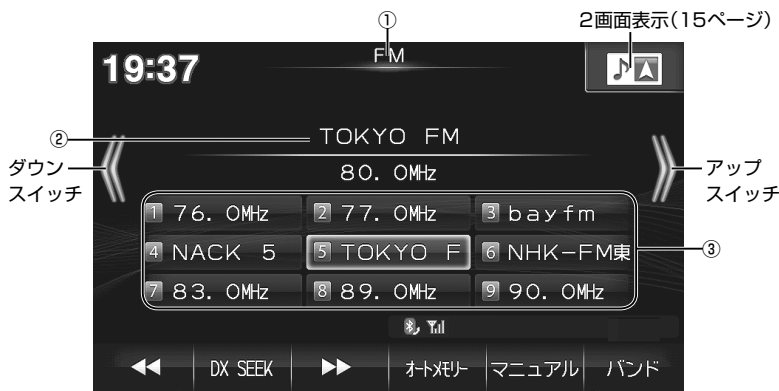 ① 2画面表示(15ページ)
19:37 FM
② TOKYO FM
ダウン
スイッチ
アップ
スイッチ
80. 0MHz
1 76. 0MHz 2 77. 0MHz 3 bayfm
4 NACK 5 5 TOKYO F 6 NHK-FM東 ③
7 83. 0MHz 8 89. 0MHz 9 90. 0MHz
DX SEEK オートメモリー マニュアル バンド